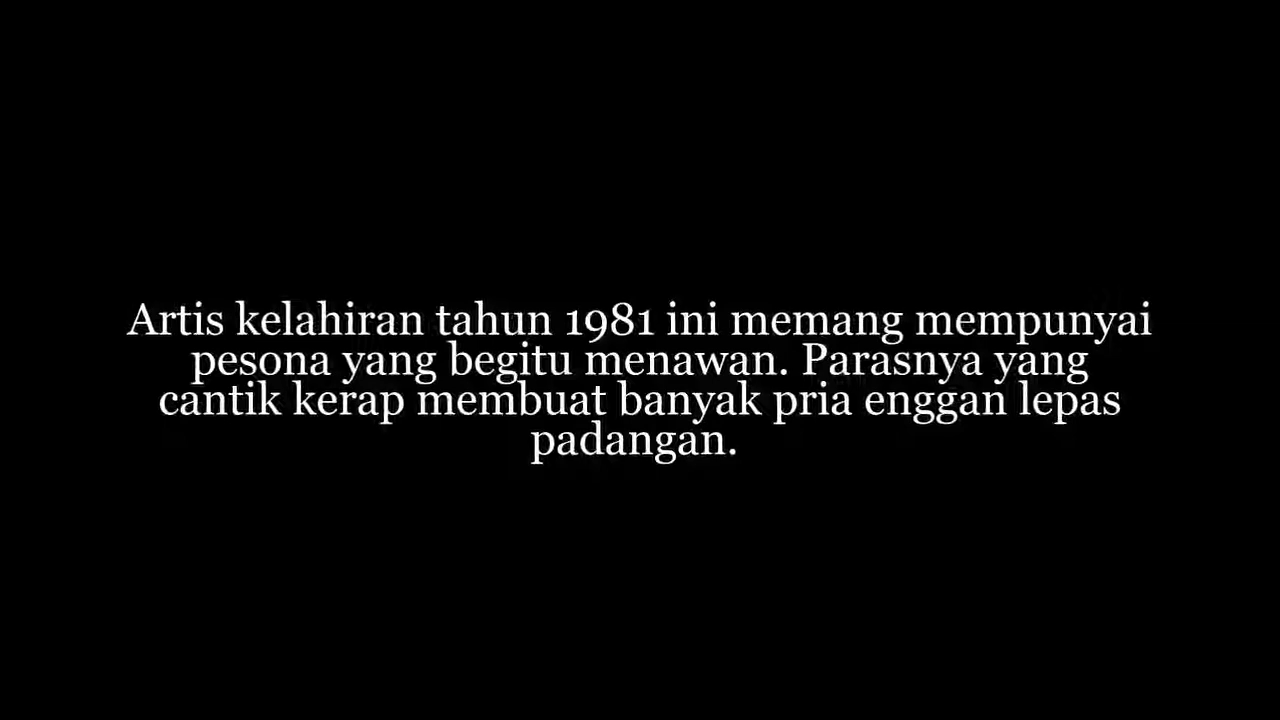 Artis kelahiran tahun 1981 ini memang mempunyai
pesona yang begitu menawan. Parasnya yang
cantik kerap membuat banyak pria enggan lepas
padangan.